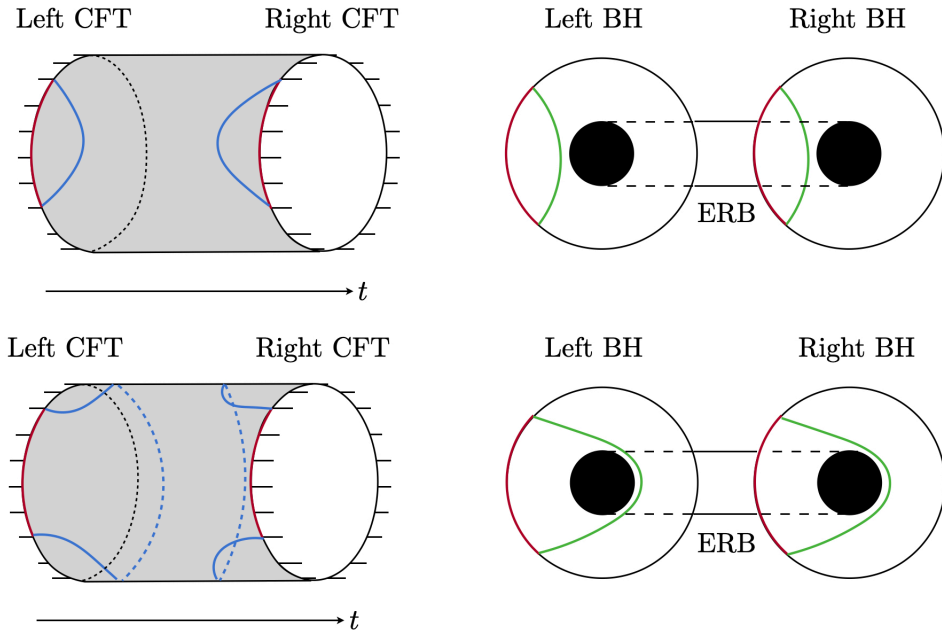 Left CFT
Right CFT
Left BH
Right BH
ERB
t
Left CFT
Right CFT
Left BH
Right BH
ERB
t